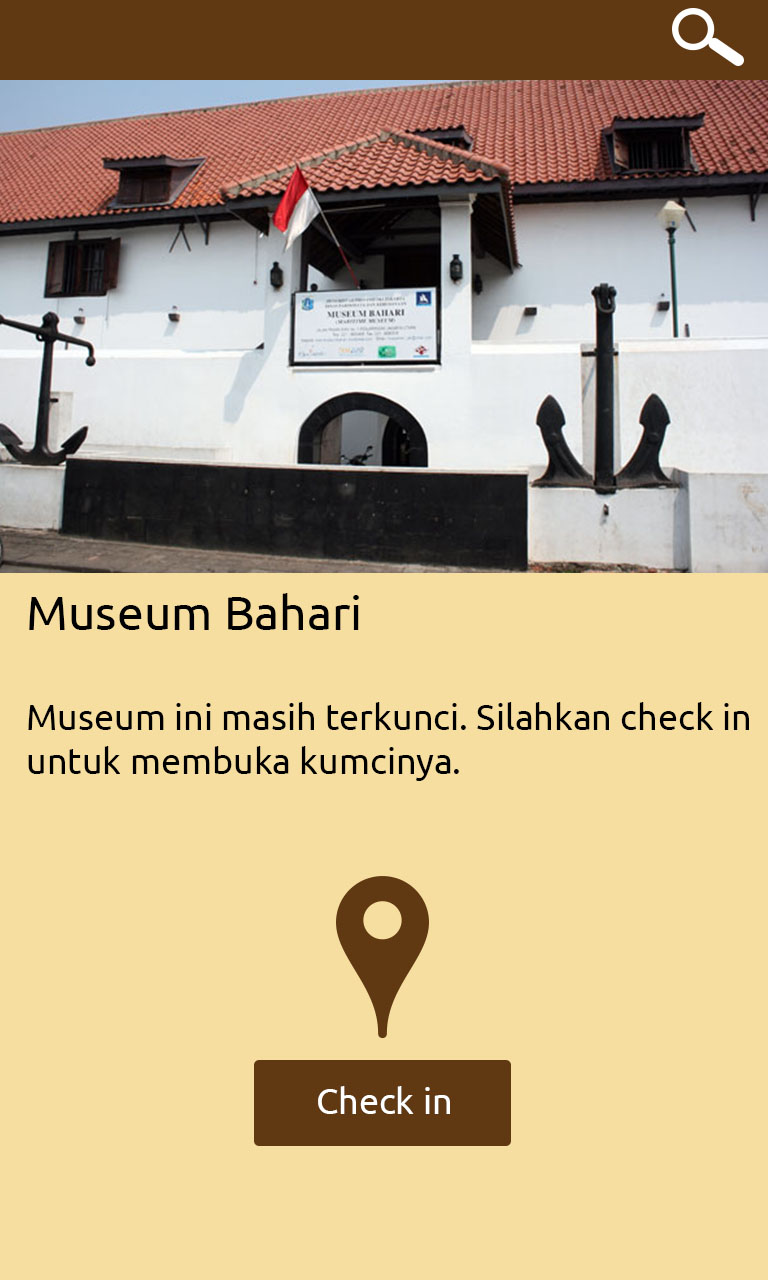 MUSEUM BAHARI
(MARITIME MUSEUM)
Museum Bahari
Museum ini masih terkunci. Silahkan check in
untuk membuka kumcinya.
Check in